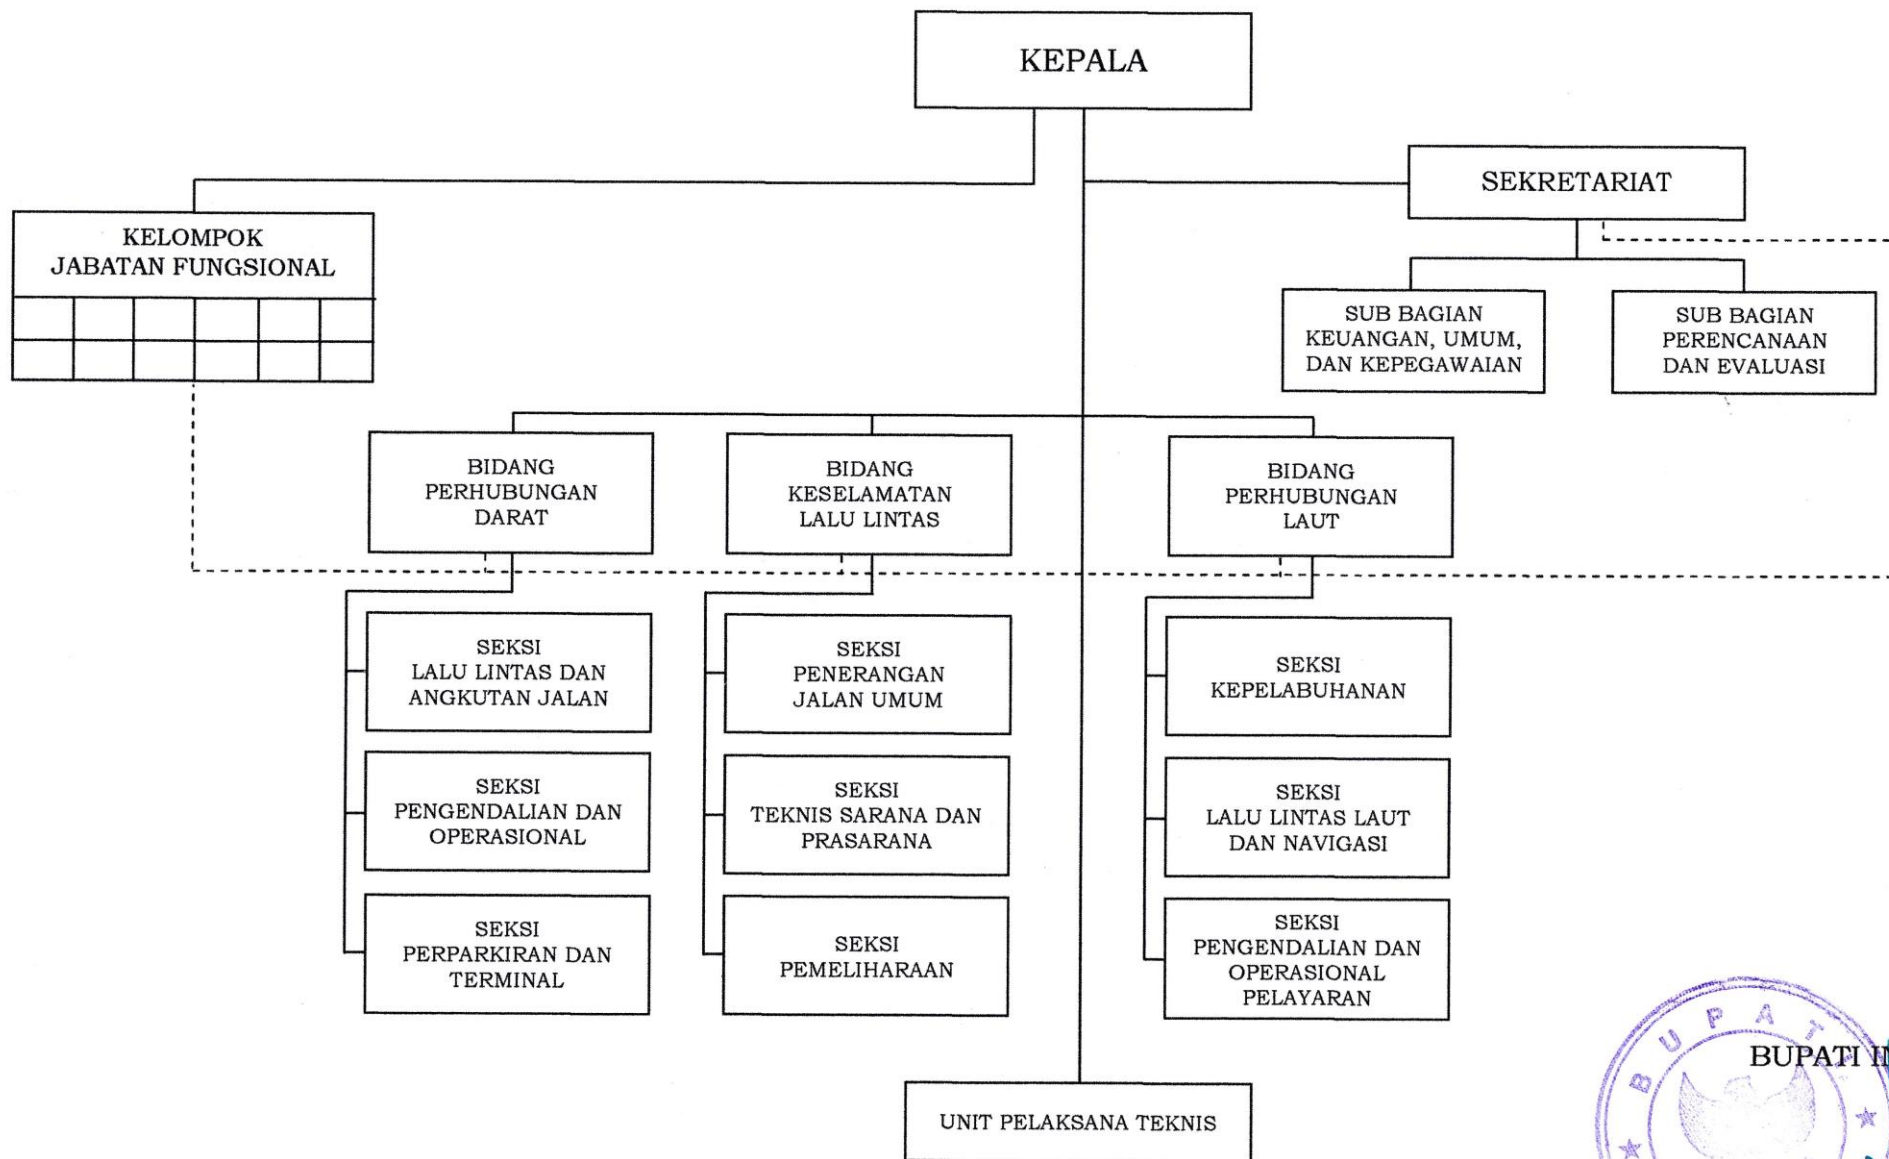 KEPALA
SEKRETARIAT
KELOMPOK
JABATAN FUNGSIONAL
SUB BAGIAN
KEUANGAN, UMUM,
DAN KEPEGAWAIAN
SUB BAGIAN
PERENCANAAN
DAN EVALUASI
BIDANG
PERHUBUNGAN
DARAT
BIDANG
KESELAMATAN
LALU LINTAS
BIDANG
PERHUBUNGAN
LAUT
SEKSI
LALU LINTAS DAN
ANGKUTAN JALAN
SEKSI
PENERANGAN
JALAN UMUM
SEKSI
KEPELABUHANAN
SEKSI
PENGENDALIAN DAN
OPERASIONAL
SEKSI
TEKNIS SARANA DAN
PRASARANA
SEKSI
LALU LINTAS LAUT
DAN NAVIGASI
SEKSI
PERPARKIRAN DAN
TERMINAL
SEKSI
PEMELIHARAAN
SEKSI
PENGENDALIAN DAN
OPERASIONAL
PELAYARAN
UNIT PELAKSANA TEKNIS
BUPATI
BUPATI